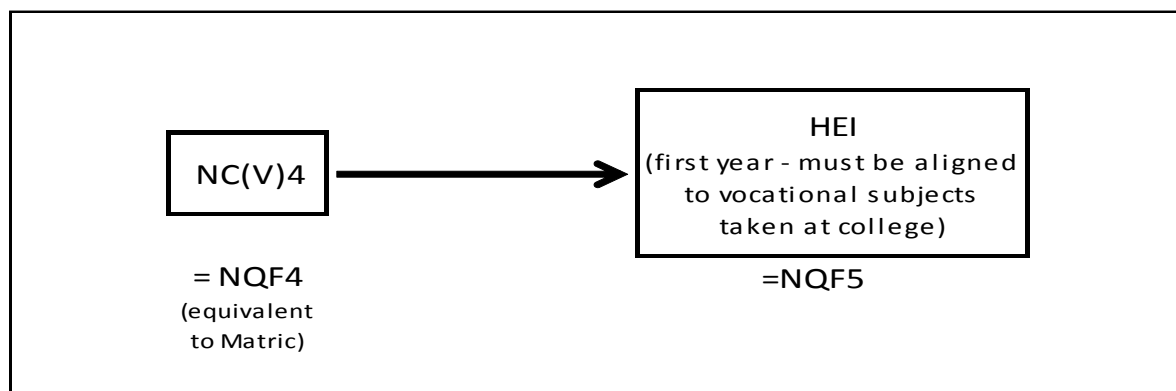 NC(V)4
HEI
(first year - must be aligned
to vocational subjects
taken at college)
= NQF4
(equivalent
to Matric)
=NQF5